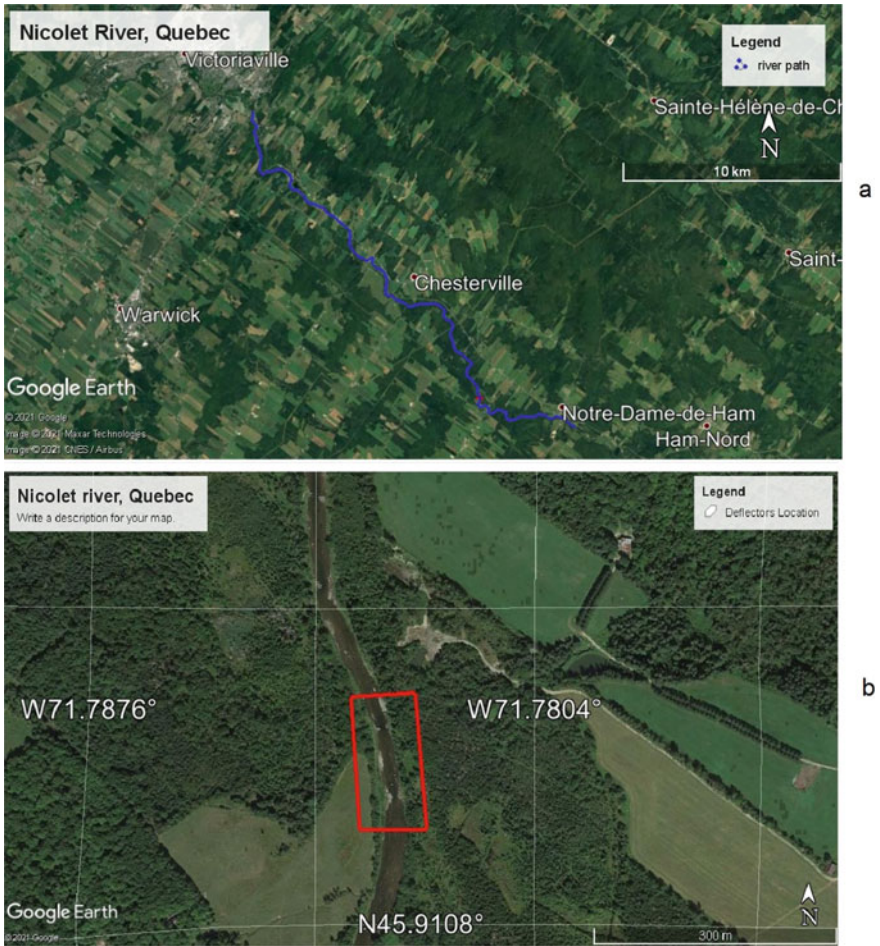 Nicolet River, Quebec
Victoriaville
Legend
river path
Sainte-Hélène-de-Ch
N
10 km
a
Saint-
Chesterville
Warwick
Google Earth
© 2021 Google
Image © 2021 Maxar Technologies
Image © 2021 CNES / Airbus
Notre-Dame-de-Ham
Ham-Nord
Nicolet river, Quebec
Write a description for your map.
Legend
Deflectors Location
W71.7876°
W71.7804°
b
Google Earth
© 2021 Google
N45.9108°
N
300 m